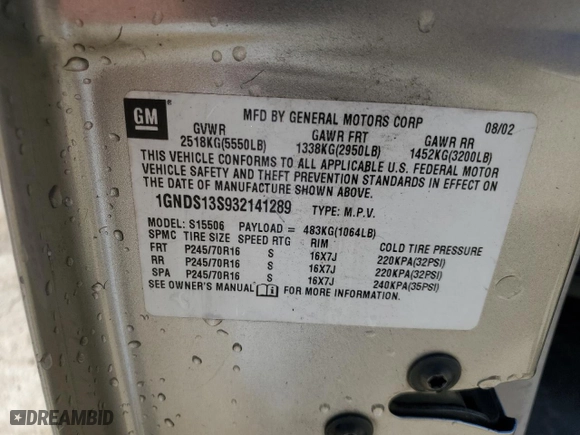 GM
MFD BY GENERAL MOTORS CORP 08/02
GVWR GAWR FRT GAWR RR
2518KG(5550LB) 1338KG(2950LB) 1452KG(3200LB)
THIS VEHICLE CONFORMS TO ALL APPLICABLE U.S. FEDERAL MOTOR
VEHICLE SAFETY AND THEFT PREVENTION STANDARDS IN EFFECT ON
THE DATE OF MANUFACTURE SHOWN ABOVE.
1GNDS13S932141289 TYPE: M.P.V.
MODEL: S15506 PAYLOAD = 483KG(1064LB)
SPMC TIRE SIZE SPEED RTG RIM COLD TIRE PRESSURE
FRT P245/70R16 S 16X7J 220KPA(32PSI)
RR P245/70R16 S 16X7J 220KPA(32PSI)
SPA P245/70R16 S 16X7J 240KPA(35PSI)
SEE OWNER'S MANUAL FOR MORE INFORMATION.
DREAMBID